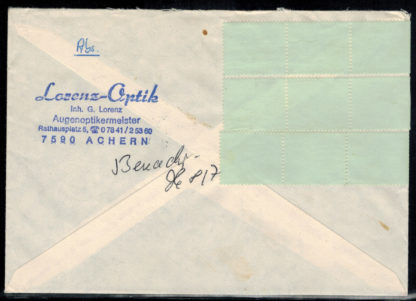 Abs.
Lorenz-Optik
Inh. G. Lorenz
Augenoptikermeister
Rathausplatz 6, ☎ 07841/25360
7590 ACHERN